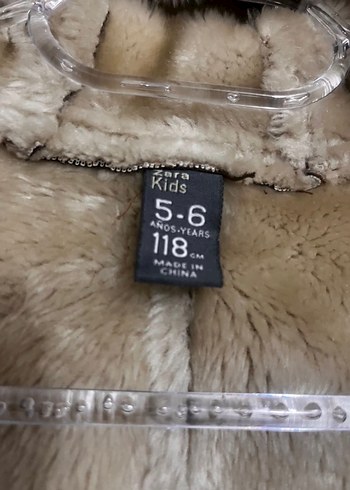 Zara
Kids
5-6
AÑOS-YEARS
118 CM
MADE IN
CHINA